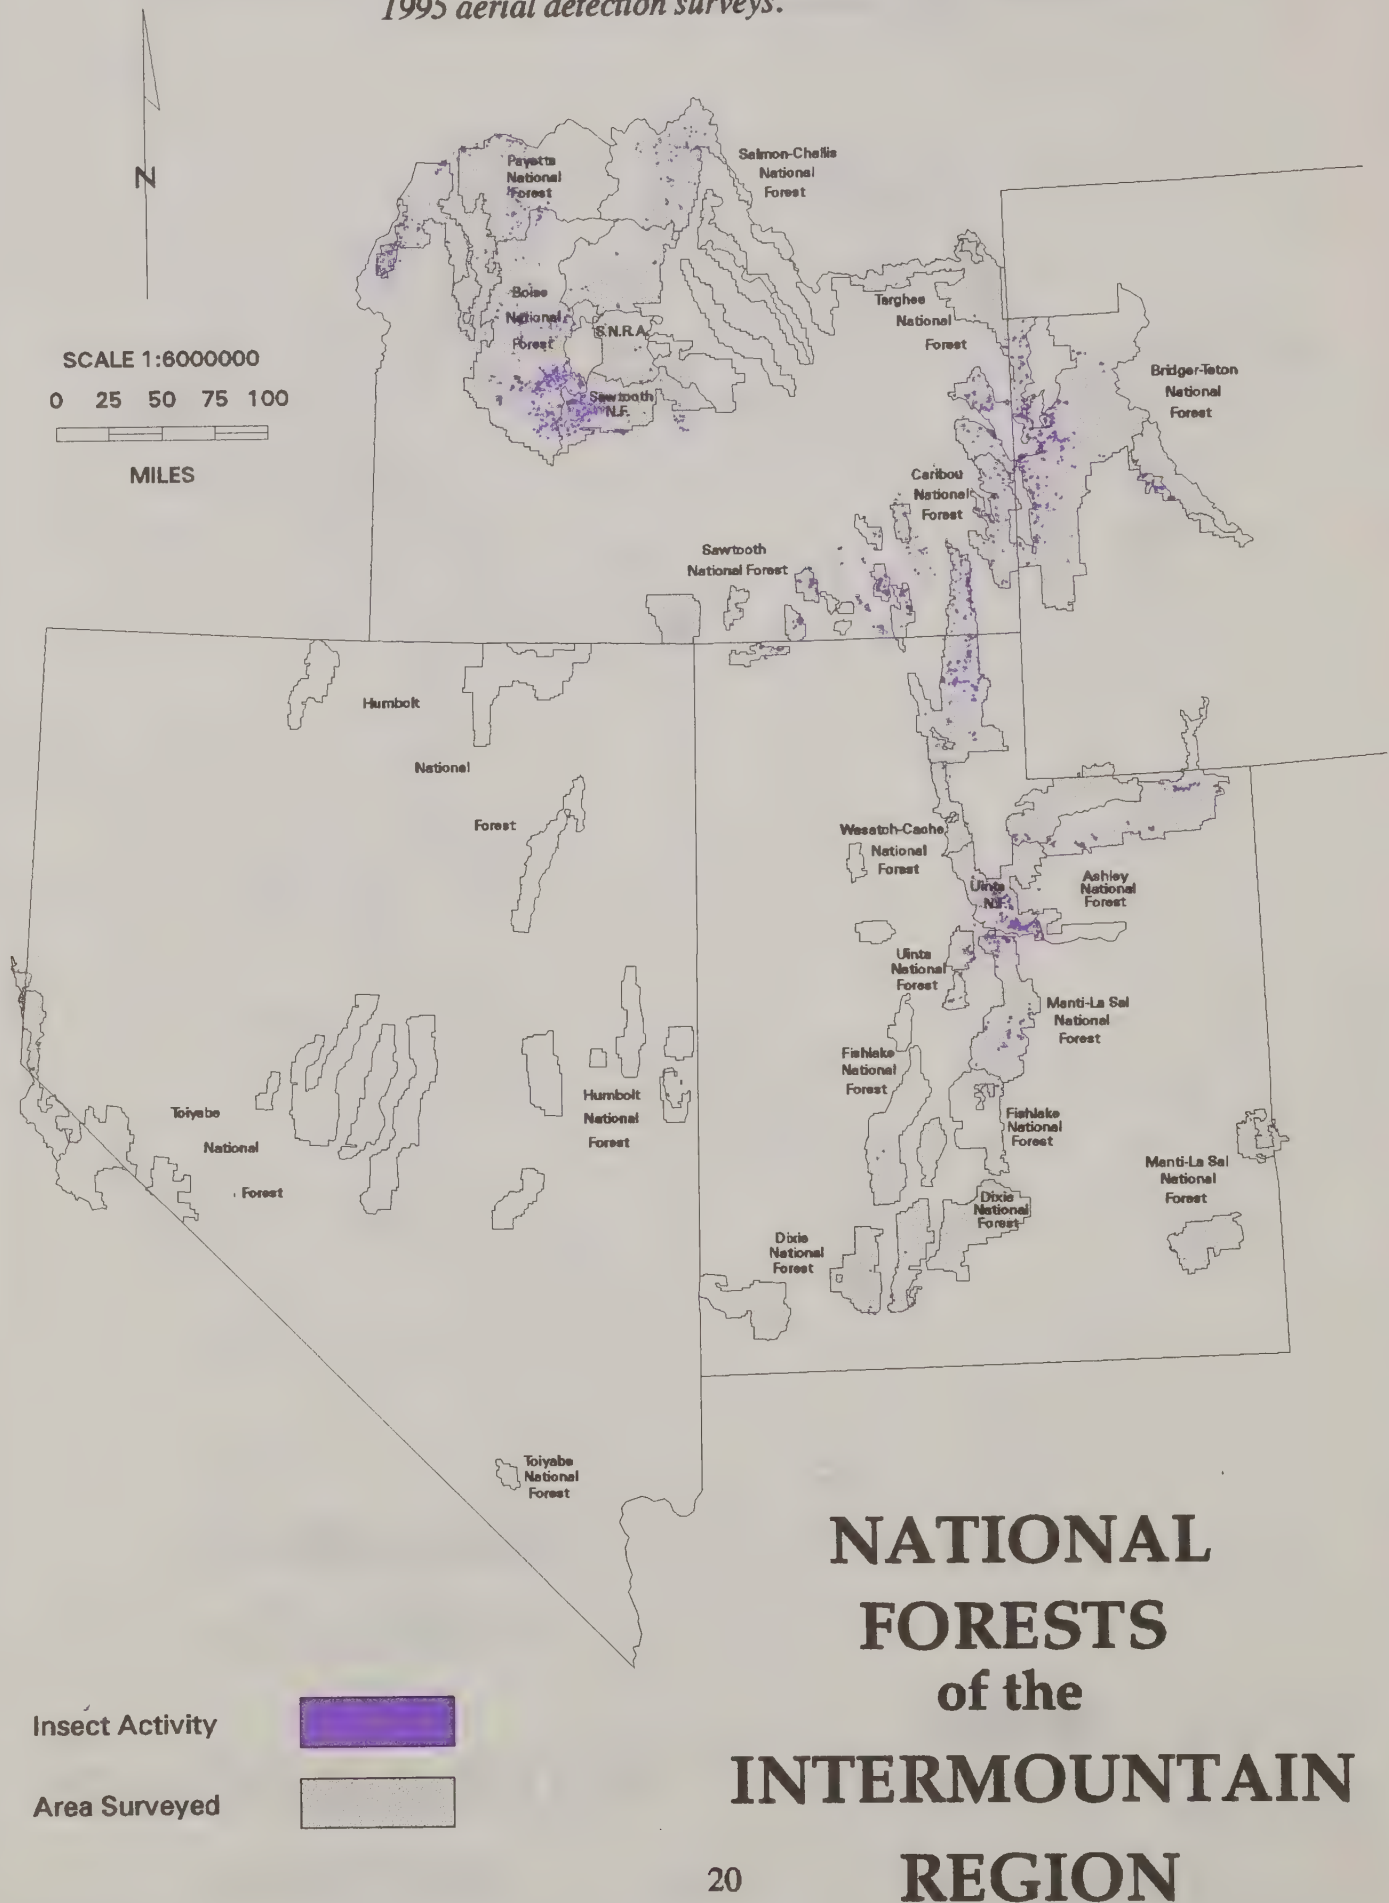 1995 aerial detection surveys.
N
Payette
National
Forest
Salmon-Challis
National
Forest
Boise
National
Forest
S.N.R.A.
Sawtooth
N.F.
Targhee
National
Forest
Bridger-Teton
National
Forest
SCALE 1:6000000
0 25 50 75 100
MILES
Caribou
National
Forest
Sawtooth
National Forest
Humbolt
National
Forest
Wasatch-Cache
National
Forest
Uinta
N.F.
Ashley
National
Forest
Uinta
National
Forest
Manti-La Sal
National
Forest
Fishlake
National
Forest
Fishlake
National
Forest
Toiyabe
National
Forest
Humbolt
National
Forest
Manti-La Sal
National
Forest
Dixie
National
Forest
Dixie
National
Forest
Toiyabe
National
Forest
NATIONAL
FORESTS
of the
INTERMOUNTAIN
REGION
Insect Activity
Area Surveyed
20